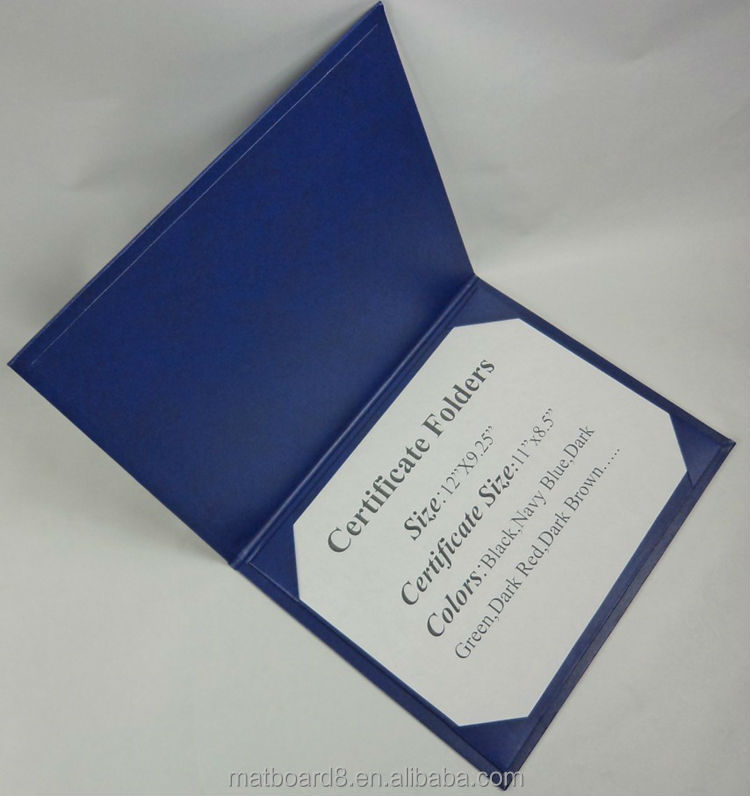 Certificate Folders
Size:12”X9.25”
Certificate Size:11”x8.5”
Colors:Black,Navy Blue,Dark
Green,Dark Red,Dark Brown......
matboard8.en.alibaba.com